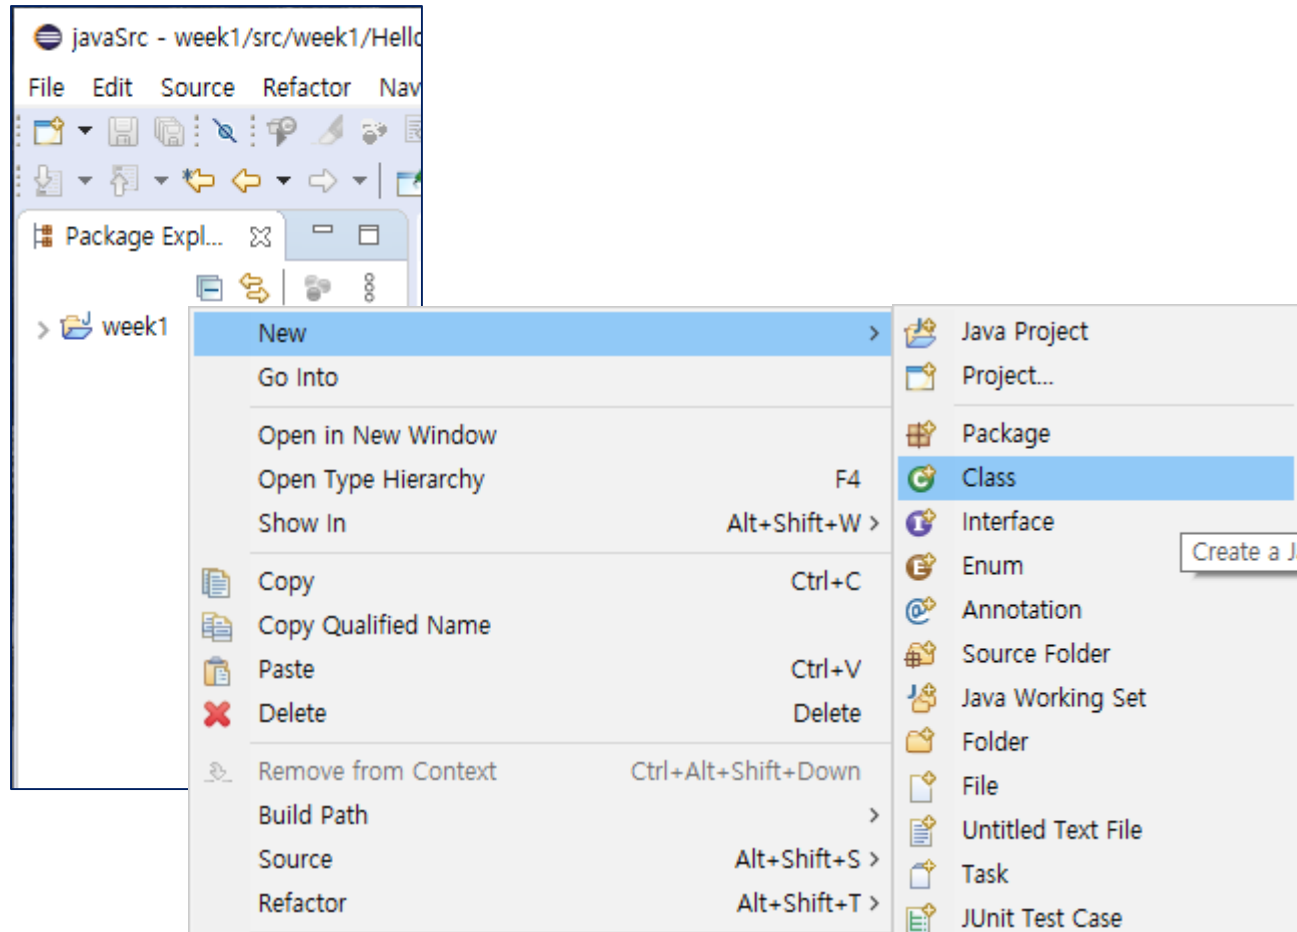 javaSrc - week1/src/week1/Hello
File Edit Source Refactor Nav
Package Expl...
week1
New
Go Into
Open in New Window
Open Type Hierarchy F4
Show In Alt+Shift+W >
Copy Ctrl+C
Copy Qualified Name
Paste Ctrl+V
Delete Delete
Remove from Context Ctrl+Alt+Shift+Down
Build Path
Source Alt+Shift+S >
Refactor Alt+Shift+T >
Java Project
Project...
Package
Class
Interface
Create a Ja
Enum
Annotation
Source Folder
Java Working Set
Folder
File
Untitled Text File
Task
JUnit Test Case